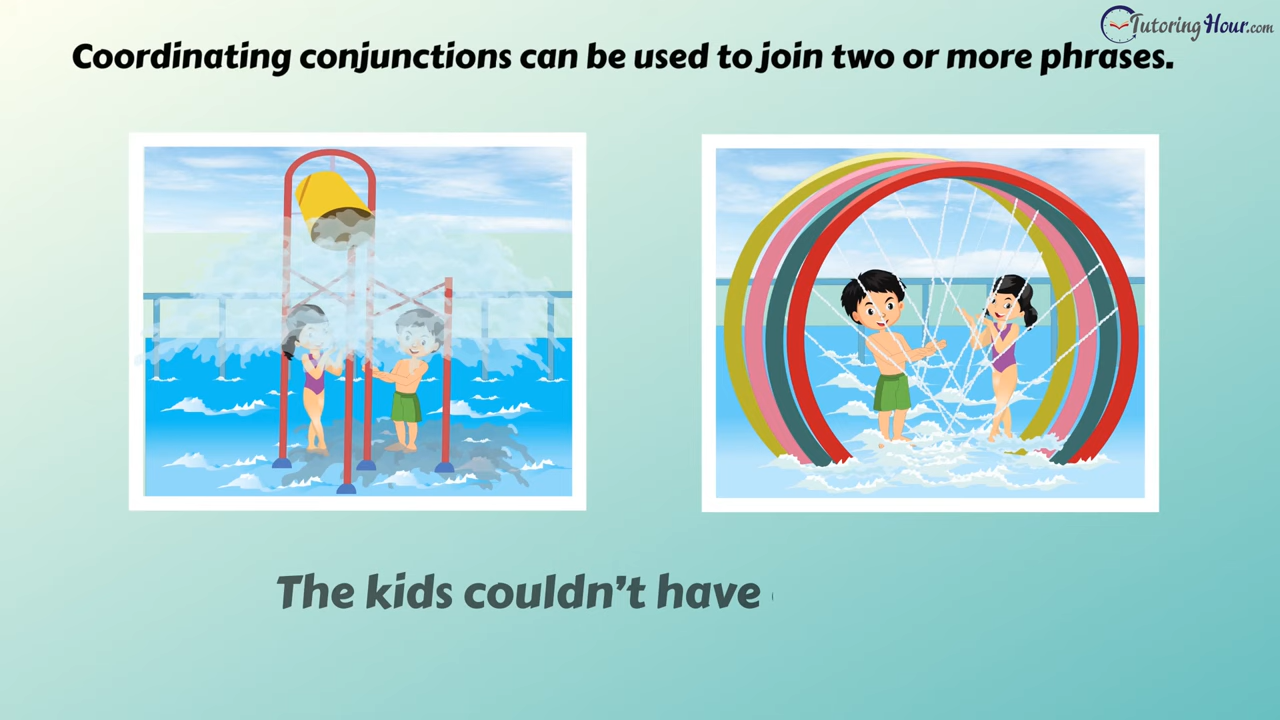 TutoringHour.com
Coordinating conjunctions can be used to join two or more phrases.
The kids couldn't have